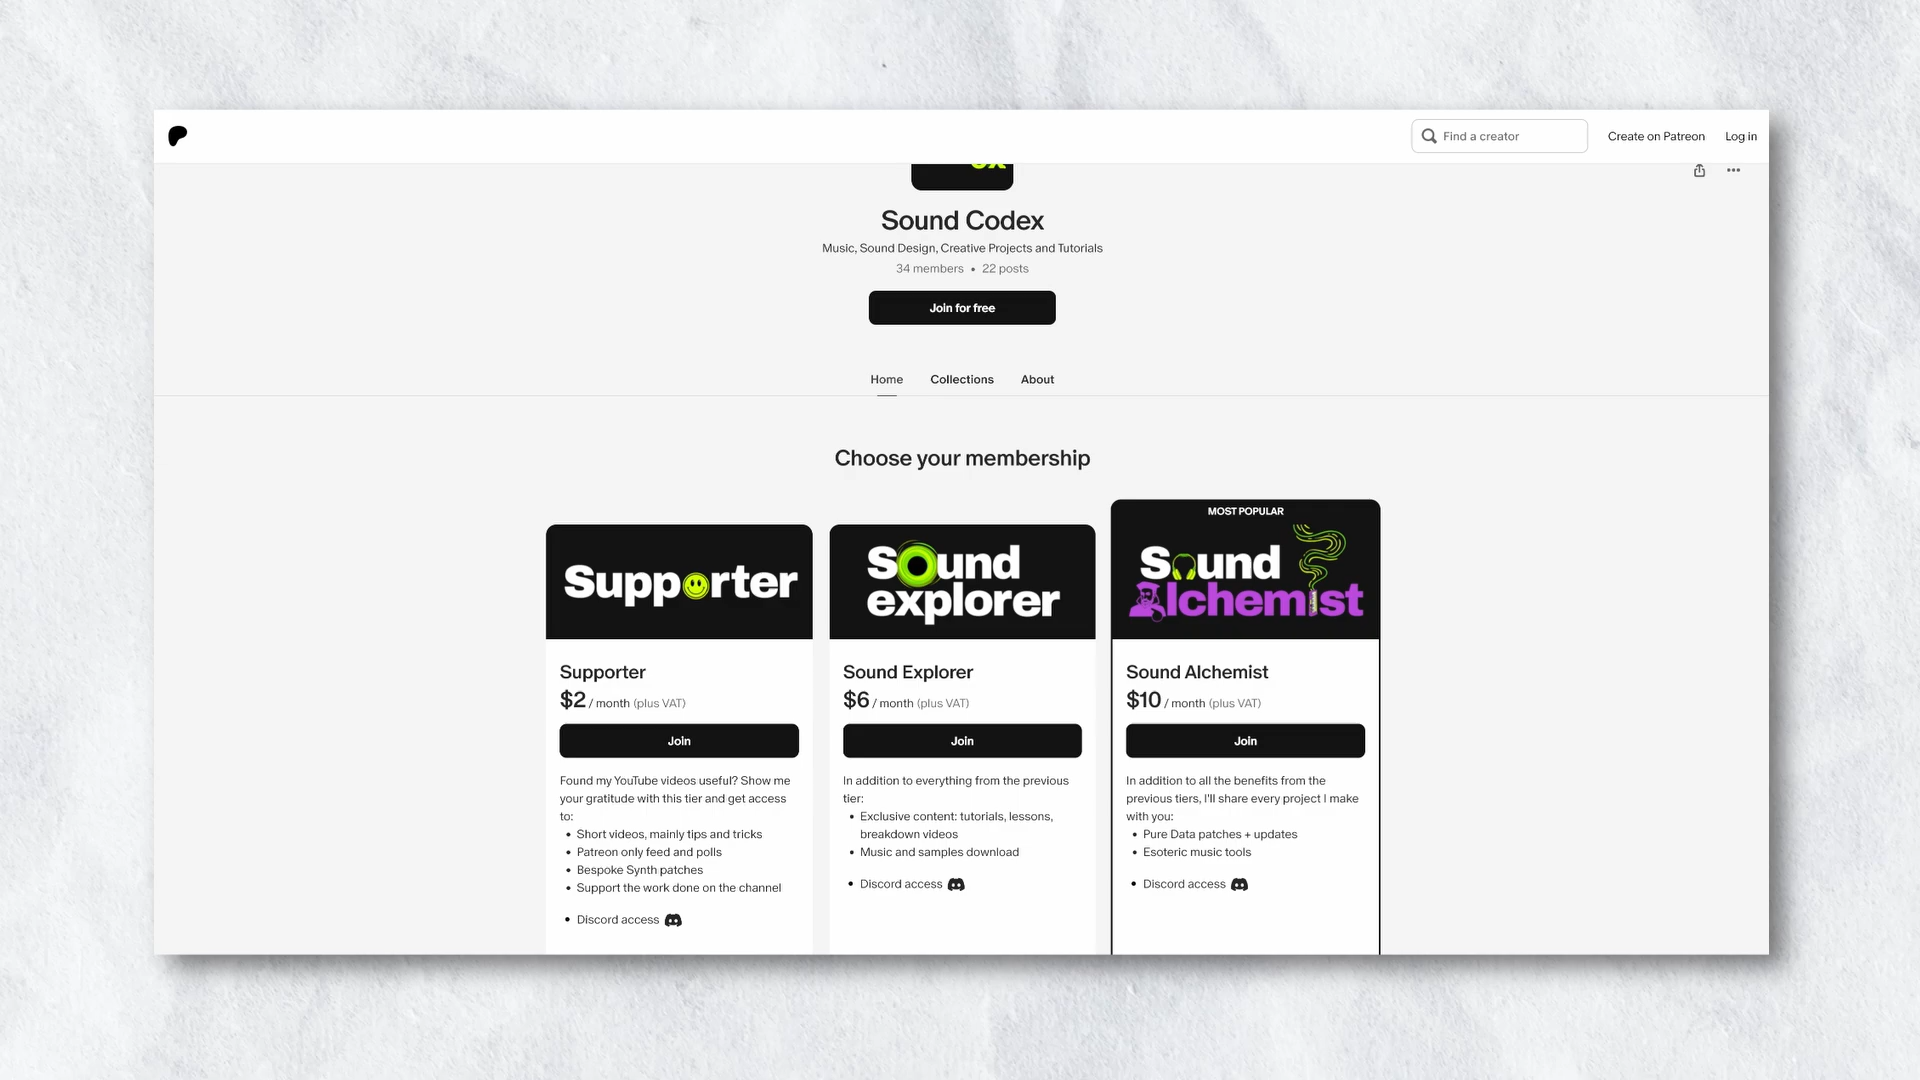 Find a creator
Create on Patreon
Log in
Sound Codex
Music, Sound Design, Creative Projects and Tutorials
34 members • 22 posts
Join for free
Home
Collections
About
Choose your membership
Supporter
Supporter
$2 / month (plus VAT)
Join
Found my YouTube videos useful? Show me
your gratitude with this tier and get access
to:
• Short videos, mainly tips and tricks
• Patreon only feed and polls
• Bespoke Synth patches
• Support the work done on the channel
• Discord access
Sound
explorer
Sound Explorer
$6 / month (plus VAT)
Join
In addition to everything from the previous
tier:
• Exclusive content: tutorials, lessons,
breakdown videos
• Music and samples download
• Discord access
MOST POPULAR
Sound
Alchemist
Sound Alchemist
$10 / month (plus VAT)
Join
In addition to all the benefits from the
previous tiers, I'll share every project I make
with you:
• Pure Data patches + updates
• Esoteric music tools
• Discord access